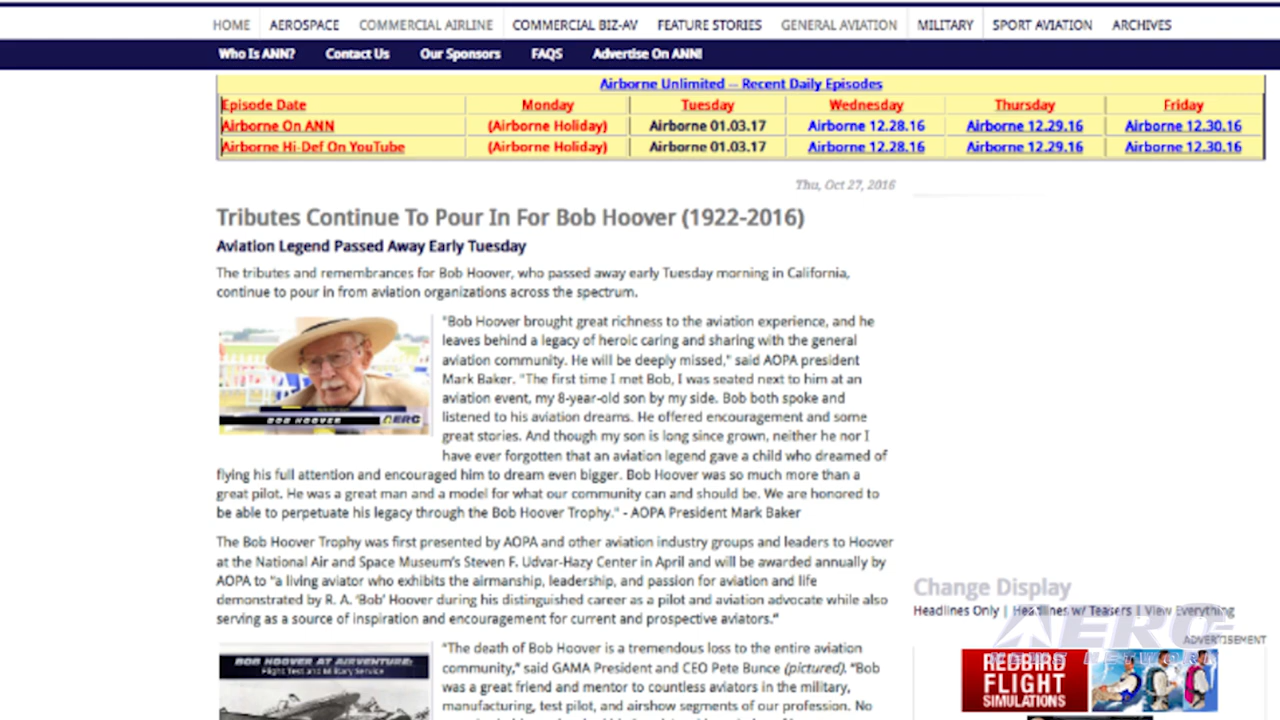 HOME AEROSPACE COMMERCIAL AIRLINE COMMERCIAL BIZ-AV FEATURE STORIES GENERAL AVIATION MILITARY SPORT AVIATION ARCHIVES
Who Is ANN? Contact Us Our Sponsors FAQS Advertise On ANN!
Airborne Unlimited -- Recent Daily Episodes
Episode Date Monday Tuesday Wednesday Thursday Friday
Airborne On ANN (Airborne Holiday) Airborne 01.03.17 Airborne 12.28.16 Airborne 12.29.16 Airborne 12.30.16
Airborne Hi-Def On YouTube (Airborne Holiday) Airborne 01.03.17 Airborne 12.28.16 Airborne 12.29.16 Airborne 12.30.16
Thu, Oct 27, 2016
Tributes Continue To Pour In For Bob Hoover (1922-2016)
Aviation Legend Passed Away Early Tuesday
The tributes and remembrances for Bob Hoover, who passed away early Tuesday morning in California,
continue to pour in from aviation organizations across the spectrum.
"Bob Hoover brought great richness to the aviation experience, and he
leaves behind a legacy of heroic caring and sharing with the general
aviation community. He will be deeply missed," said AOPA president
Mark Baker. "The first time I met Bob, I was seated next to him at an
aviation event, my 8-year-old son by my side. Bob both spoke and
listened to his aviation dreams. He offered encouragement and some
great stories. And though my son is long since grown, neither he nor I
have ever forgotten that an aviation legend gave a child who dreamed of
flying his full attention and encouraged him to dream even bigger. Bob Hoover was so much more than a
great pilot. He was a great man and a model for what our community can and should be. We are honored to
be able to perpetuate his legacy through the Bob Hoover Trophy." - AOPA President Mark Baker
BOB HOOVER AERO
The Bob Hoover Trophy was first presented by AOPA and other aviation industry groups and leaders to Hoover
at the National Air and Space Museum's Steven F. Udvar-Hazy Center in April and will be awarded annually by
AOPA to "a living aviator who exhibits the airmanship, leadership, and passion for aviation and life
demonstrated by R. A. 'Bob' Hoover during his distinguished career as a pilot and aviation advocate while also
serving as a source of inspiration and encouragement for current and prospective aviators."
BOB HOOVER AT AIRVENTURE:
Flight Test and Military Service
"The death of Bob Hoover is a tremendous loss to the entire aviation
community," said GAMA President and CEO Pete Bunce (pictured). "Bob
was a great friend and mentor to countless aviators in the military,
manufacturing, test pilot, and airshow segments of our profession. No
Change Display
Headlines Only | Headlines w/ Teasers | View Everything
AERO
NEWS NETWORK
ADVERTISEMENT
REDBIRD
FLIGHT
SIMULATIONS